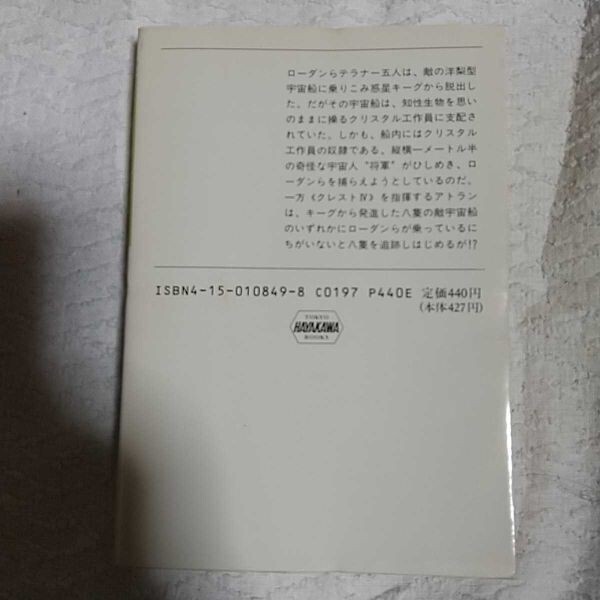 ローダンらテラナー五人は、敵の洋梨型
宇宙船に乗りこみ惑星キーグから脱出し
た。だがその宇宙船は、知性生物を思い
のままに操るクリスタル工作員に支配さ
れていた。しかも、船内にはクリスタル
工作員の奴隷である、縦横一メートル半
の奇怪な宇宙人〝将軍〟がひしめき、ロ
ーダンらを捕らえようとしているのだ。
一方《クレストⅣ》を指揮するアトラン
は、キーグから発進した八隻の敵宇宙船
のいずれかにローダンらが乗っているに
ちがいないと八隻を追跡しはじめるが!?
ISBN4-15-010849-8 C0197 P440E 定価440円
(本体427円)
TOKYO
HAYAKAWA
BOOKS